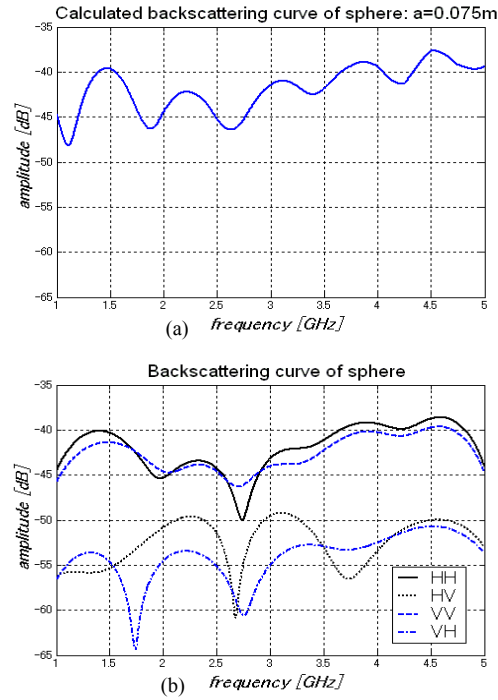 Calculated backscattering curve of sphere: a=0.075m
amplitude [dB]
-35
-40
-45
-50
-55
-60
-65
1 1.5 2 2.5 3 3.5 4 4.5 5
(a) frequency [GHz]
Backscattering curve of sphere
amplitude [dB]
-35
-40
-45
-50
-55
-60
-65
HH
HV
VV
VH
1 1.5 2 2.5 3 3.5 4 4.5 5
(b) frequency [GHz]